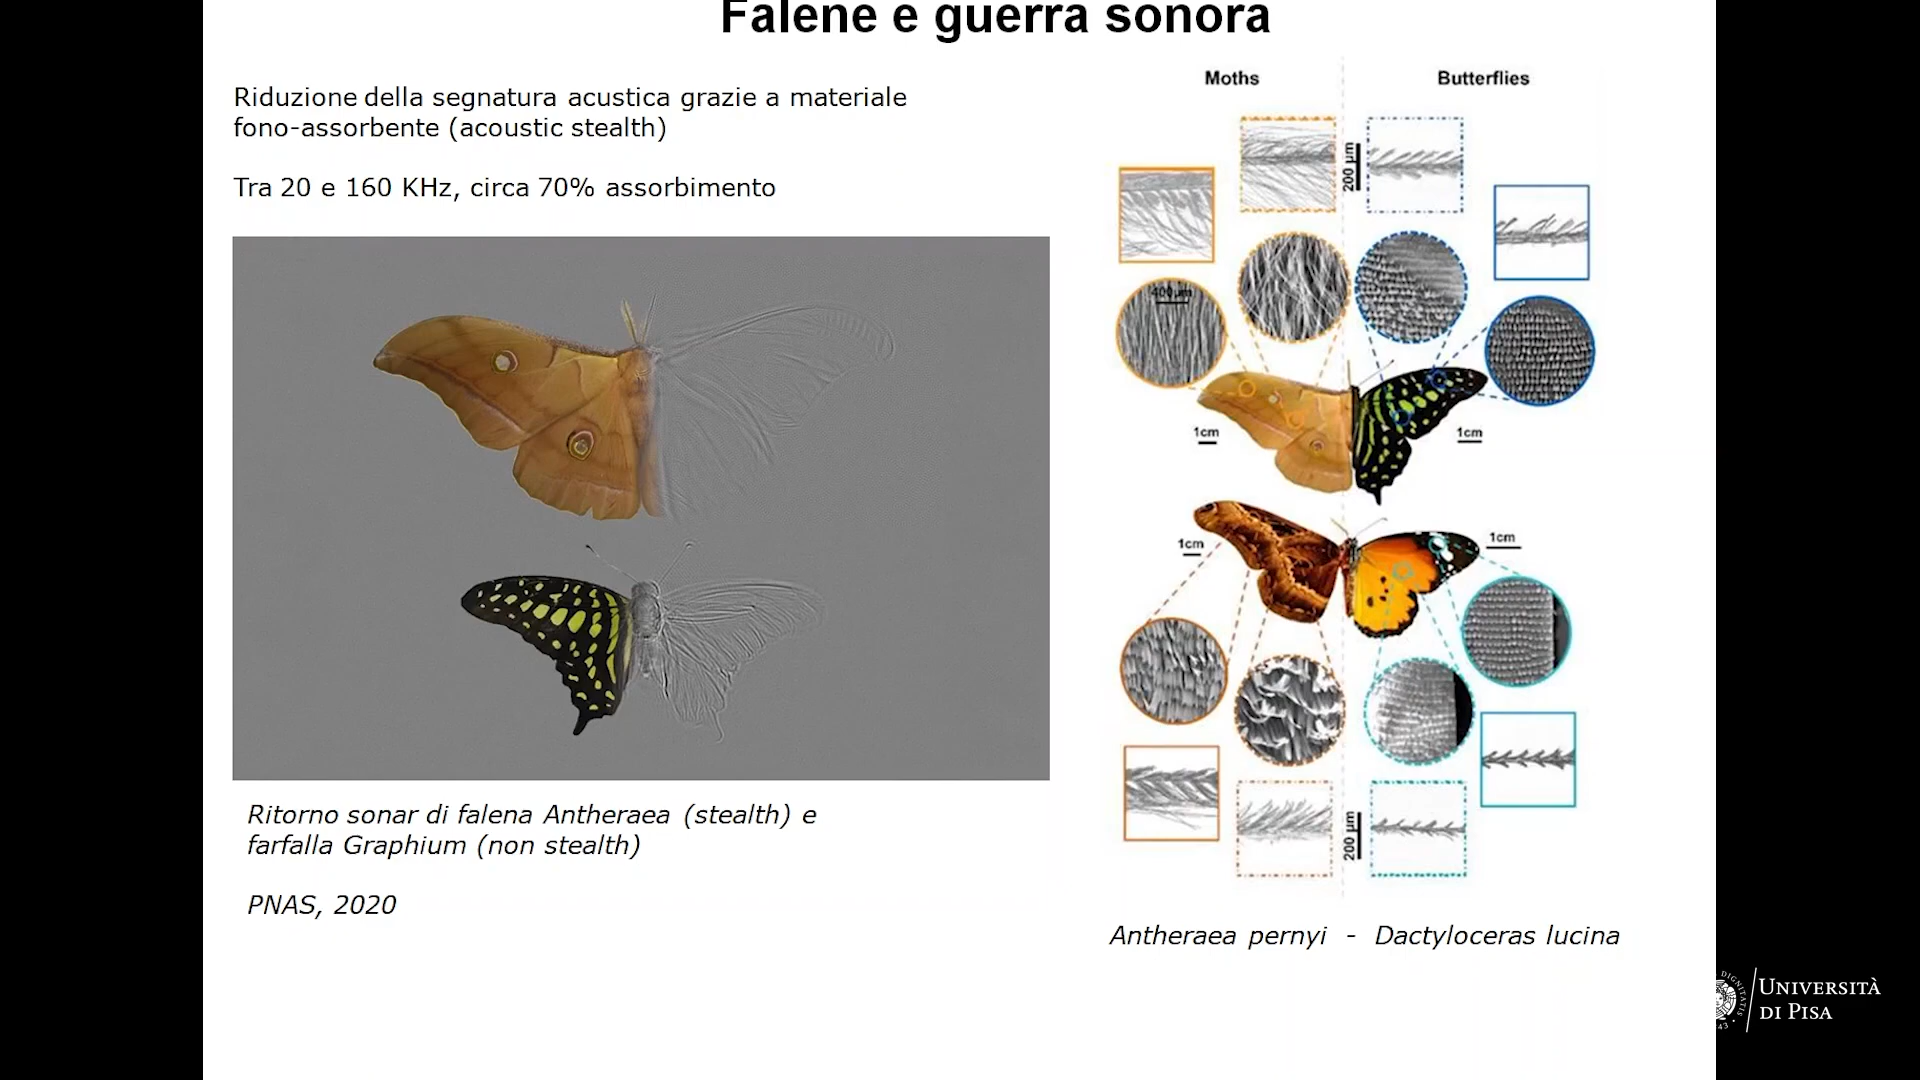 Falene e guerra sonora
Riduzione della segnatura acustica grazie a materiale
fono-assorbente (acoustic stealth)
Tra 20 e 160 KHz, circa 70% assorbimento
Ritorno sonar di falena Antheraea (stealth) e
farfalla Graphium (non stealth)
PNAS, 2020
Moths
Butterflies
200 µm
400µm
1cm
1cm
1cm
1cm
200 µm
Antheraea pernyi - Dactyloceras lucina
UNIVERSITÀ
DI PISA